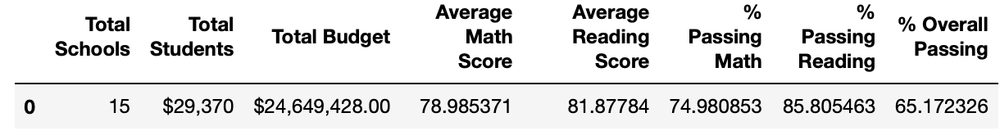 Total Schools Total Students Total Budget Average Math Score Average Reading Score % Passing Math % Passing Reading % Overall Passing
0 15 $29,370 $24,649,428.00 78.985371 81.87784 74.980853 85.805463 65.172326